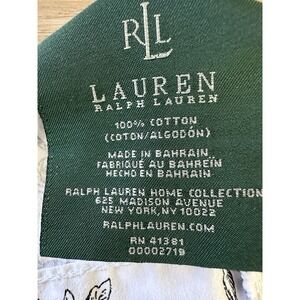 RLL
LAUREN
RALPH LAUREN
100% COTTON
(COTON/ALGODÓN)
MADE IN BAHRAIN
FABRIQUÉ AU BAHREÏN
HECHO EN BAHRAIN
RALPH LAUREN HOME COLLECTION
625 MADISON AVENUE
NEW YORK, NY 10022
RALPHLAUREN.COM
RN 41381
00002719